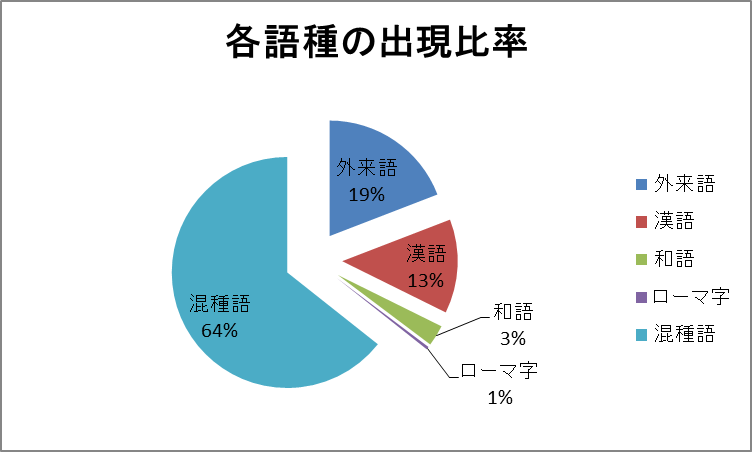 各語種の出現比率
外来語
19%
漢語
13%
和語
3%
ローマ字
1%
混種語
64%
外来語
漢語
和語
ローマ字
混種語